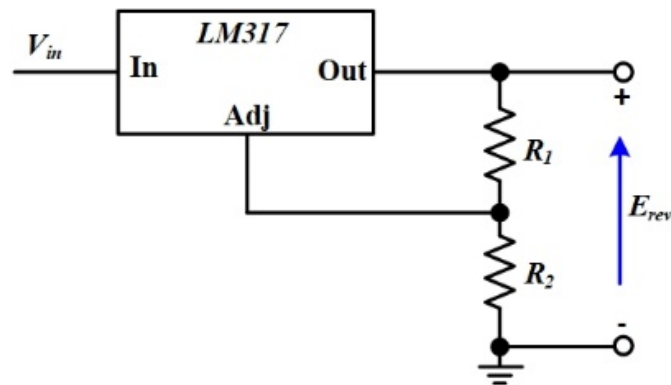 LM317
V_in
In
Out
Adj
+
R_1
E_rev
R_2
-